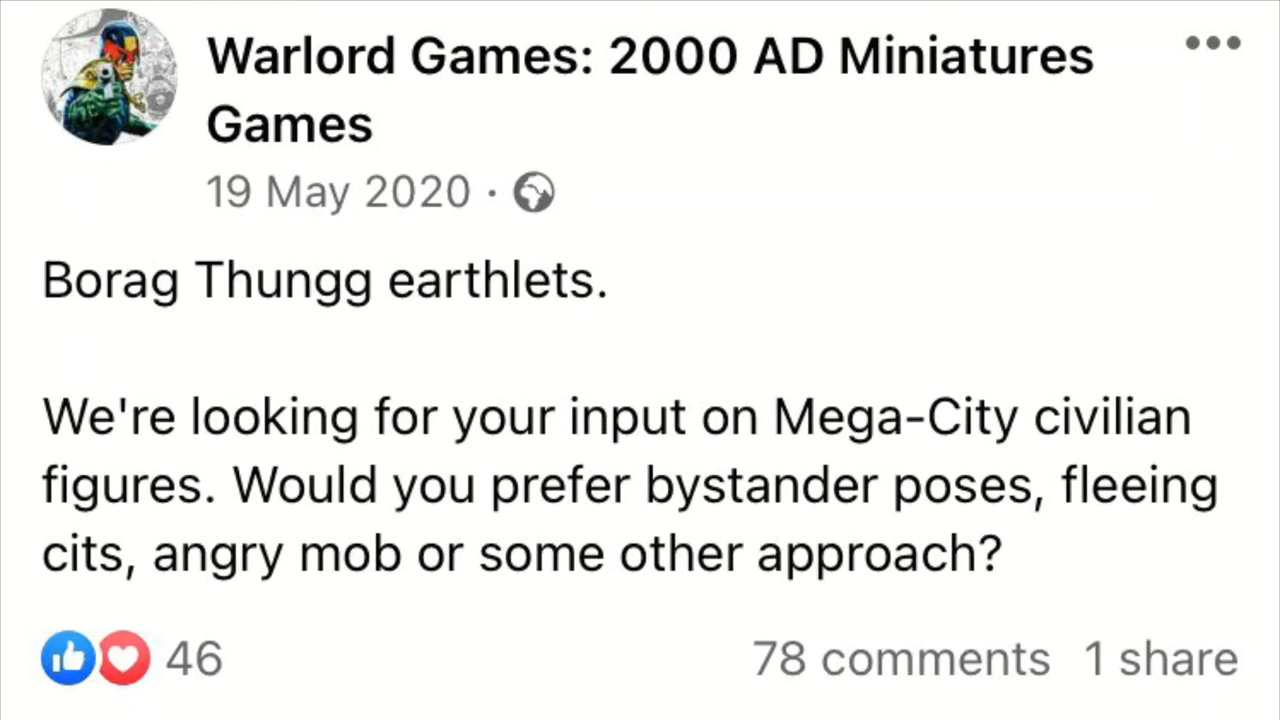 Warlord Games: 2000 AD Miniatures
Games
19 May 2020 ·
Borag Thungg earthlets.
We're looking for your input on Mega-City civilian
figures. Would you prefer bystander poses, fleeing
cits, angry mob or some other approach?
46 78 comments 1 share